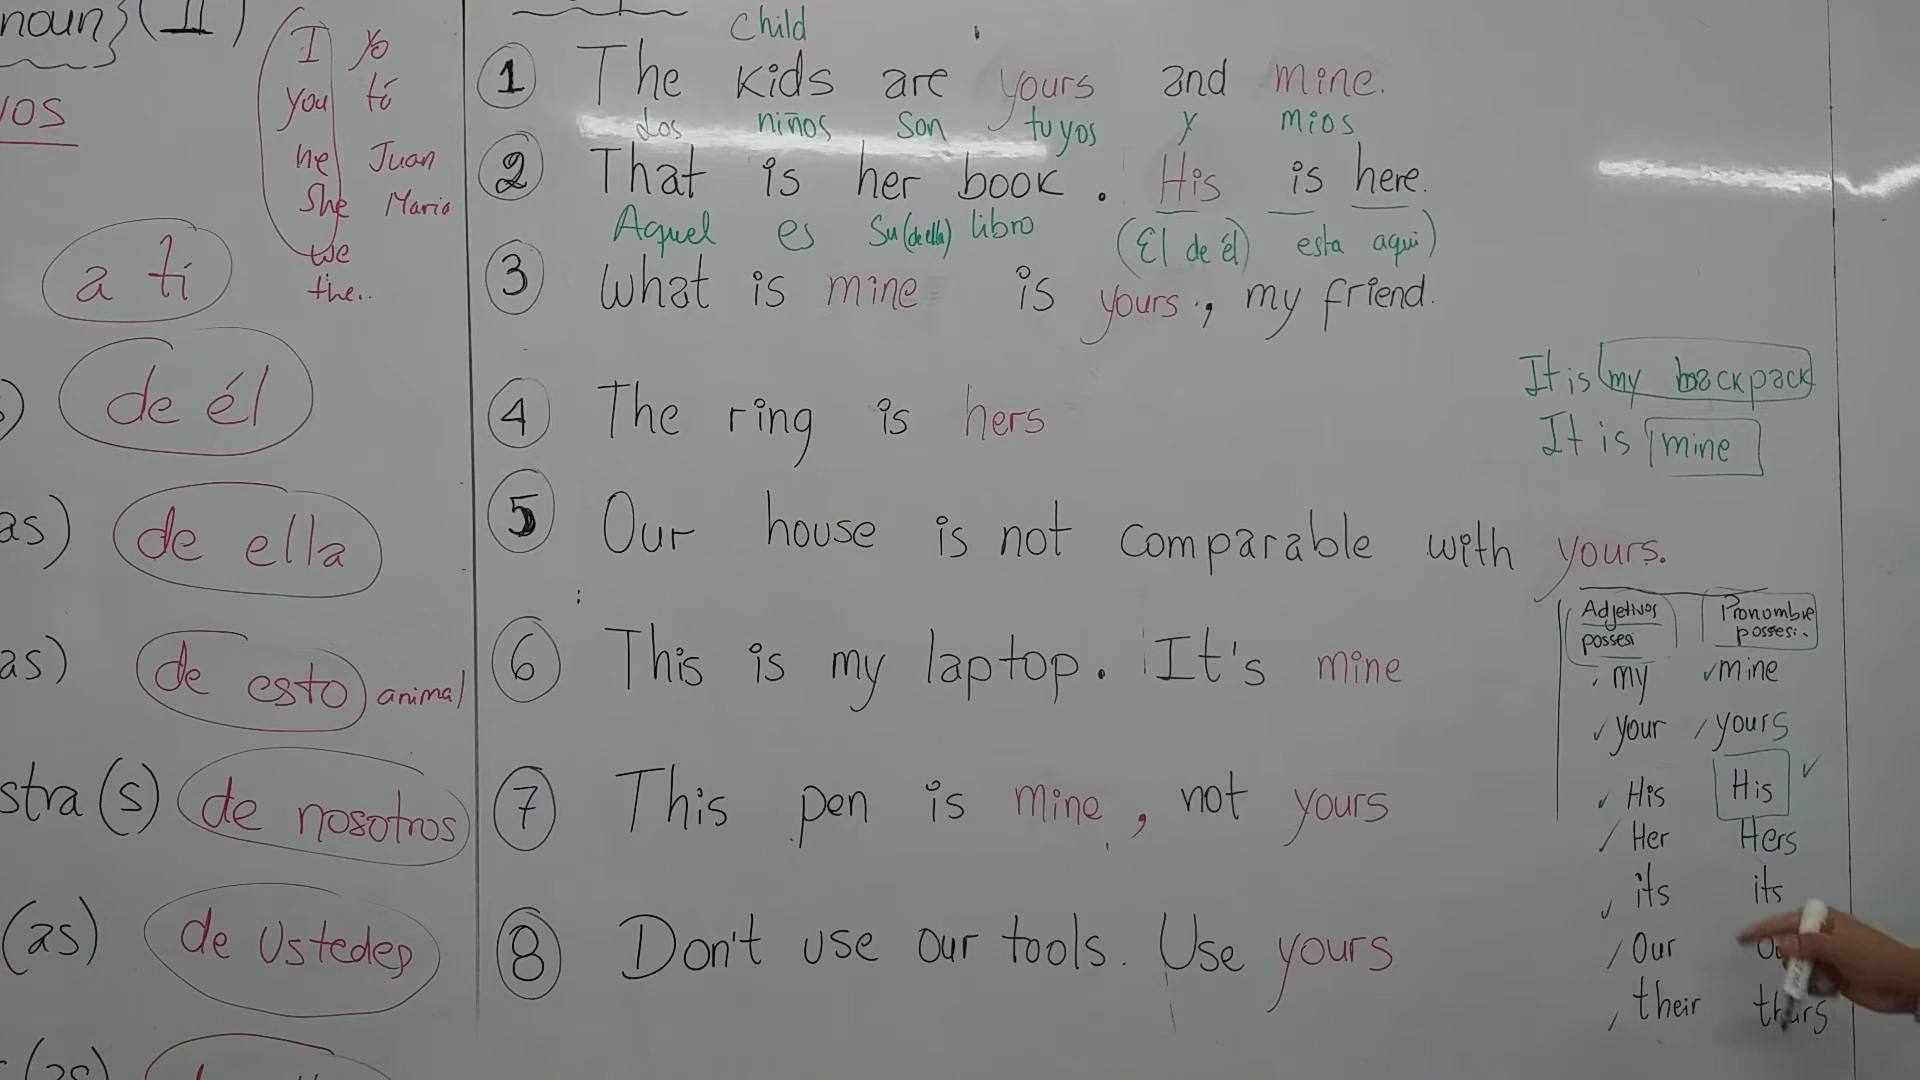 noun}(II)
I yo
you tú
he Juan
She Maria
we
the..
a ti
de él
as) de ella
as) de esto animal
stra(s) de nosotros
(as) de Ustedes
(as)
Child
1 The kids are yours and mine.
Los niños son tuyos y mios
2 That is her book. His is here.
Aquel es Su(de ella) libro (El de él) esta aqui)
3 What is mine is yours, my friend.
4 The ring is hers
5 Our house is not comparable with yours.
6 This is my laptop. It's mine
7 This pen is mine, not yours
8 Don't use our tools. Use yours
It is my backpack
It is mine
Adjetivos possesi Pronombre possesi.
my mine
your yours
His His
Her Hers
its its
Our
their